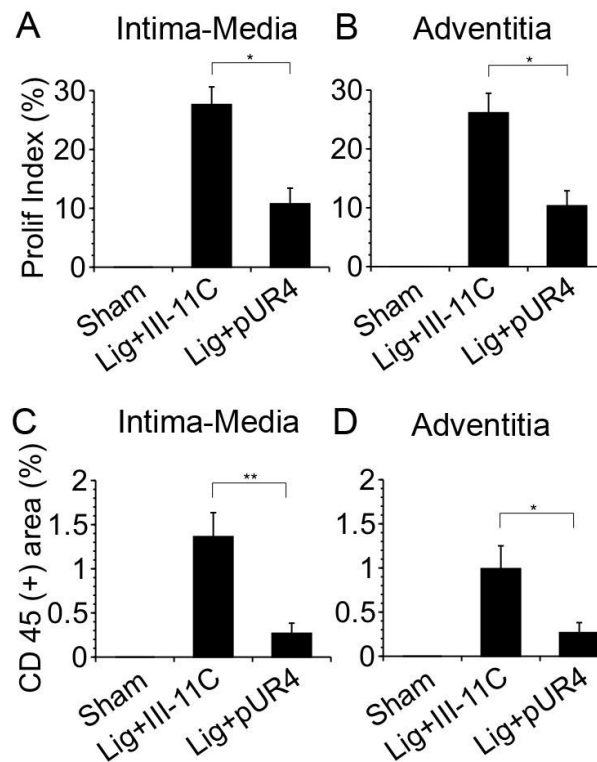 A Intima-Media
Prolif Index (%)
30
20
10
0
*
Sham
Lig+III-11C
Lig+pUR4
B Adventitia
30
20
10
0
*
Sham
Lig+III-11C
Lig+pUR4
C Intima-Media
CD 45 (+) area (%)
2
1.5
1
0.5
0
**
Sham
Lig+III-11C
Lig+pUR4
D Adventitia
2
1.5
1
0.5
0
*
Sham
Lig+III-11C
Lig+pUR4